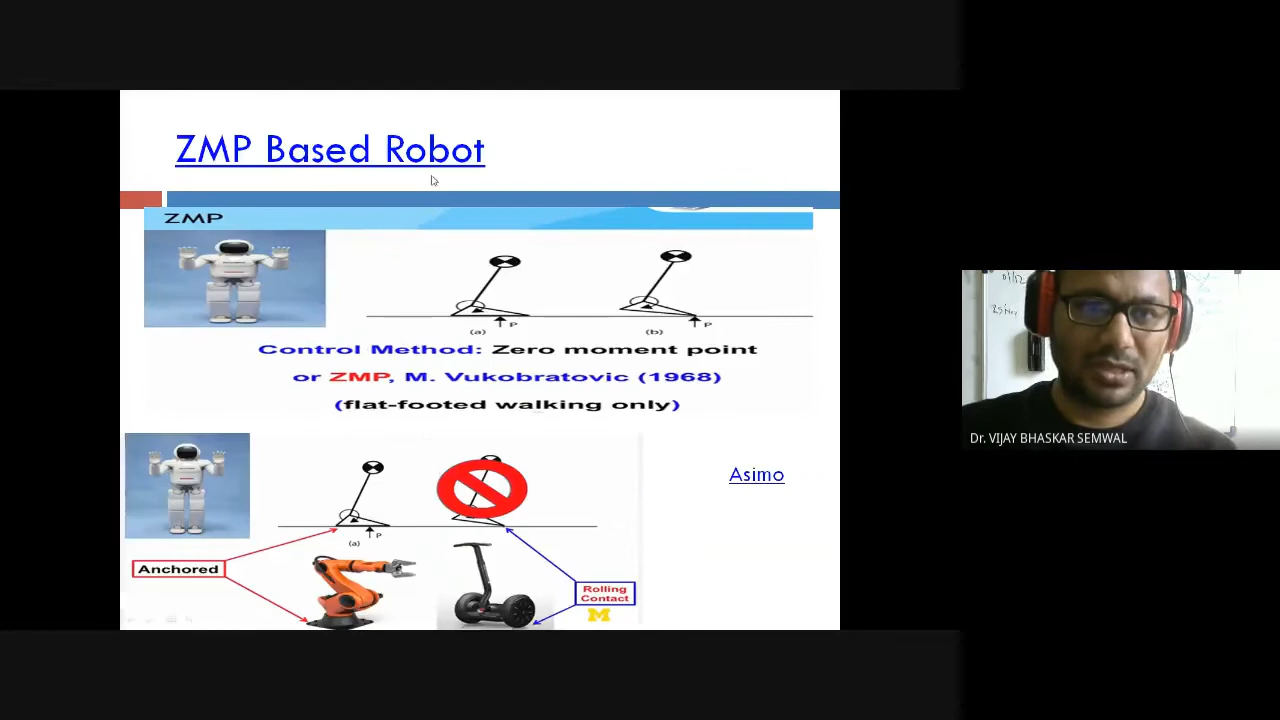 ZMP Based Robot
ZMP
P
(a)
P
(b)
Control Method: Zero moment point
or ZMP, M. Vukobratovic (1968)
(flat-footed walking only)
Asimo
P
(a)
Anchored
Rolling
Contact
M
Dr. VIJAY BHASKAR SEMWAL